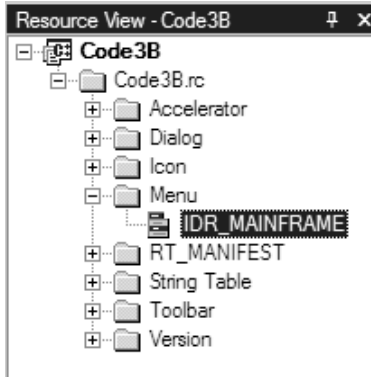 Resource View - Code3B
Code3B
Code3B.rc
Accelerator
Dialog
Icon
Menu
IDR_MAINFRAME
RT_MANIFEST
String Table
Toolbar
Version